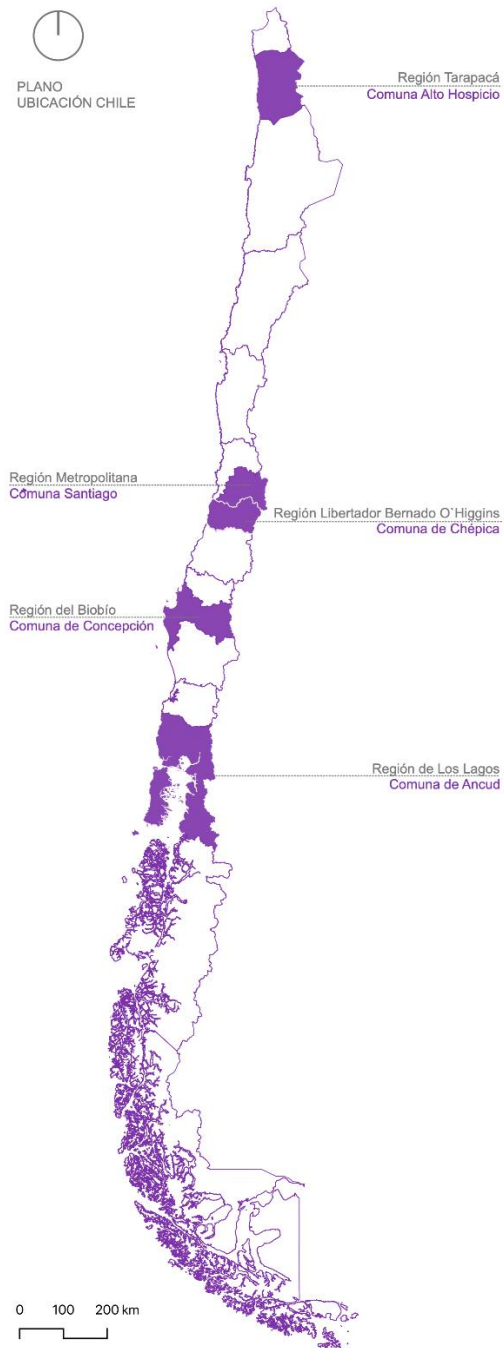 PLANO
UBICACIÓN CHILE
Región Tarapacá
Comuna Alto Hospicio
Región Metropolitana
Comuna Santiago
Región Libertador Bernado O`Higgins
Comuna de Chépica
Región del Biobío
Comuna de Concepción
Región de Los Lagos
Comuna de Ancud
0 100 200 km